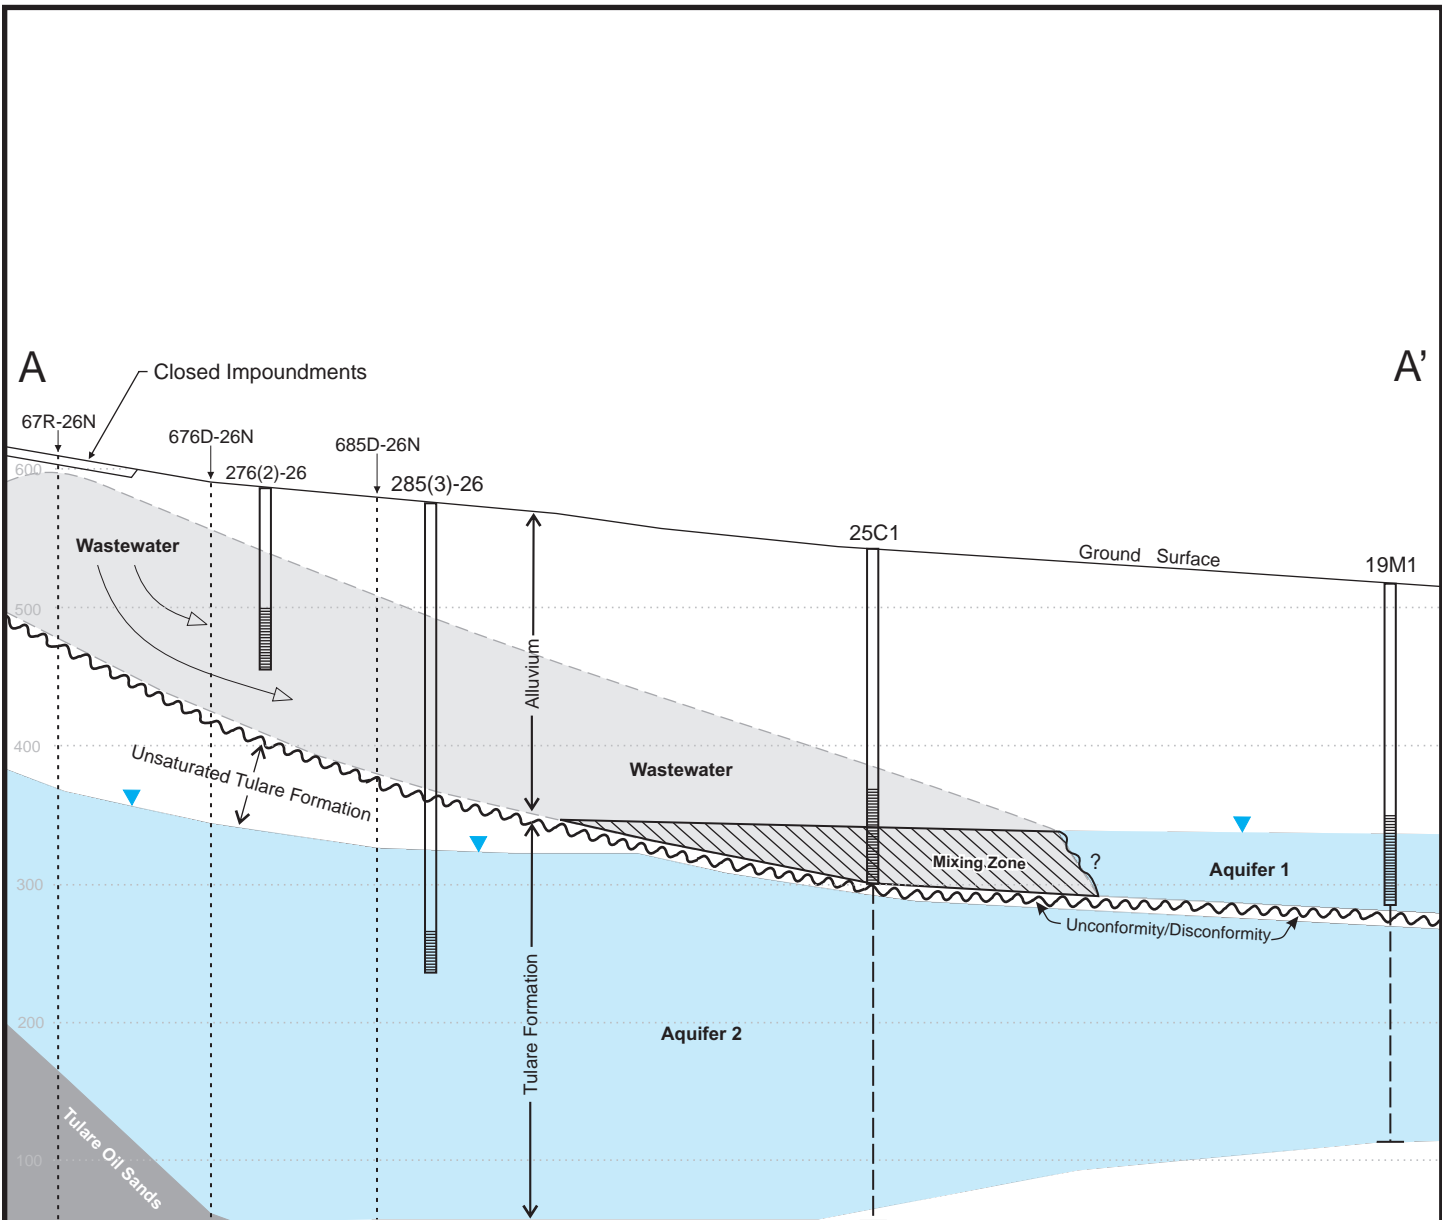 A
A’
Closed Impoundments
67R-26N
676D-26N
685D-26N
276(2)-26
285(3)-26
25C1
19M1
Ground Surface
600
Wastewater
500
Alluvium
400
Unsaturated Tulare Formation
Wastewater
Mixing Zone
?
Aquifer 1
300
Unconformity/Disconformity
Tulare Formation
200
Aquifer 2
Tulare Oil Sands
100